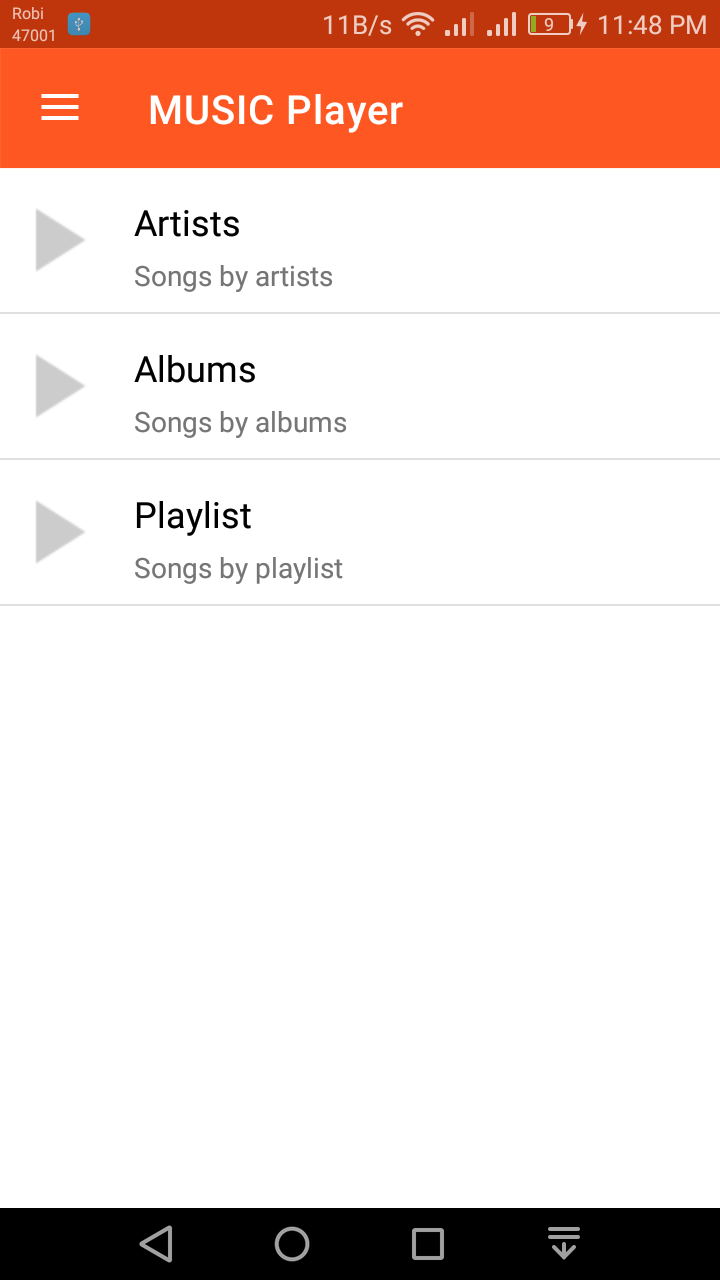 Robi
47001
11B/s
9
11:48 PM
MUSIC Player
Artists
Songs by artists
Albums
Songs by albums
Playlist
Songs by playlist